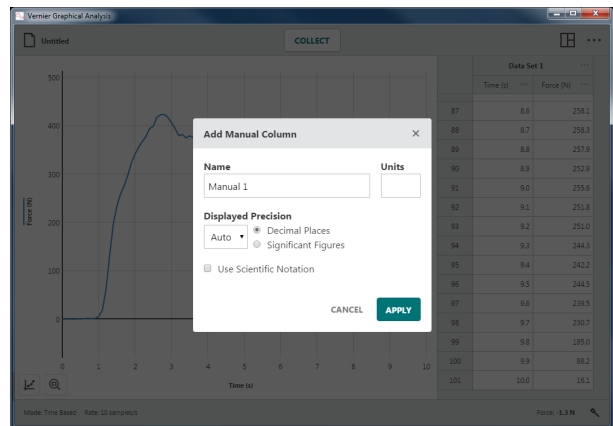 Vernier Graphical Analysis
Untitled
COLLECT
Data Set 1
Time (s) Force (N)
500
400
300
200
100
0
Force (N)
0 1 2 3 4 5 6 7 8 9 10
Time (s)
Add Manual Column
Name Units
Manual 1
Displayed Precision
Auto
Decimal Places
Significant Figures
Use Scientific Notation
CANCEL APPLY
87 8.6 258.1
88 8.7 258.3
89 8.8 257.9
90 8.9 252.9
91 9.0 255.6
92 9.1 251.8
93 9.2 251.0
94 9.3 244.3
95 9.4 242.2
96 9.5 244.5
97 9.6 239.5
98 9.7 230.7
99 9.8 185.0
100 9.9 88.2
101 10.0 16.1
Mode: Time Based Rate: 10 samples/s
Force: -1.3 N